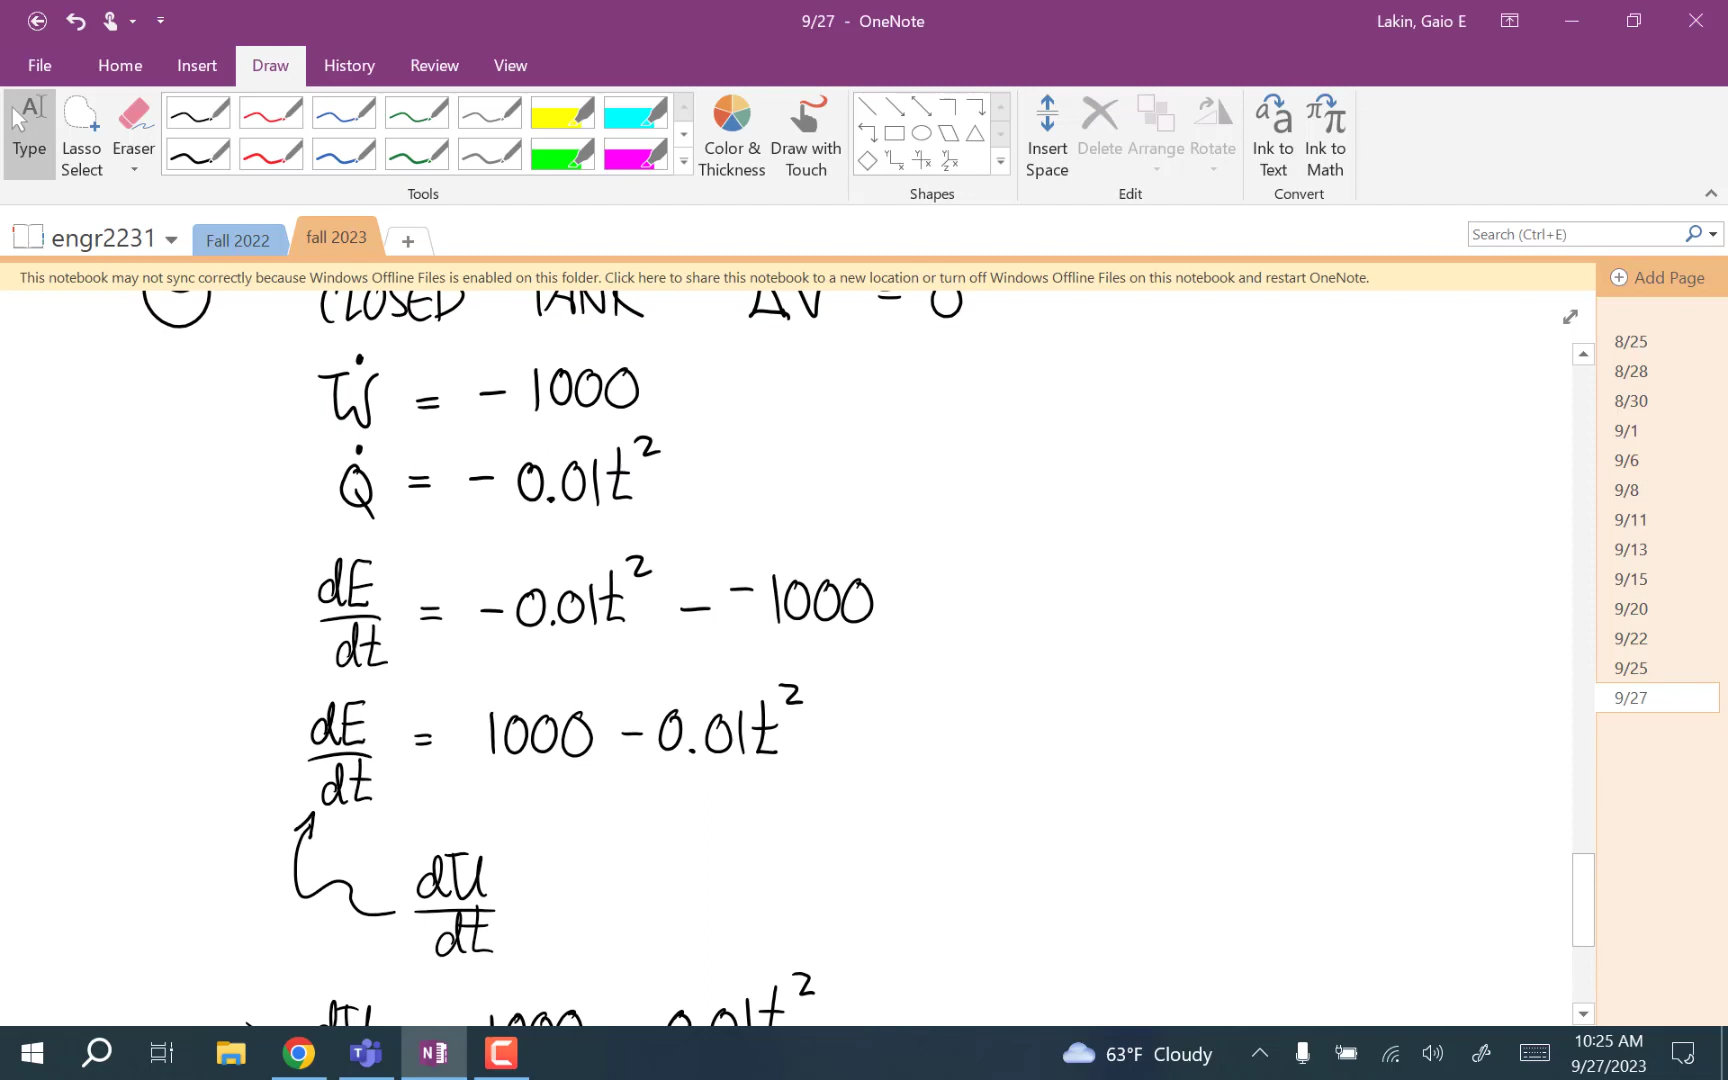 9/27 - OneNote
Lakin, Gaio E
File Home Insert Draw History Review View
Type
Lasso Select
Eraser
Color & Thickness
Draw with Touch
Insert Space
Delete
Arrange
Rotate
Ink to Text
Ink to Math
Tools
Shapes
Edit
Convert
engr2231
Fall 2022
fall 2023
Search (Ctrl+E)
This notebook may not sync correctly because Windows Offline Files is enabled on this folder. Click here to share this notebook to a new location or turn off Windows Offline Files on this notebook and restart OneNote.
Add Page
CLOSED TANK ΔV = 0
Ẇ = - 1000
Q̇ = - 0.01t²
dE/dt = - 0.01t² - - 1000
dE/dt = 1000 - 0.01t²
dU/dt
dU 1000 0.01t²
8/25
8/28
8/30
9/1
9/6
9/8
9/11
9/13
9/15
9/20
9/22
9/25
9/27
63°F Cloudy
10:25 AM
9/27/2023